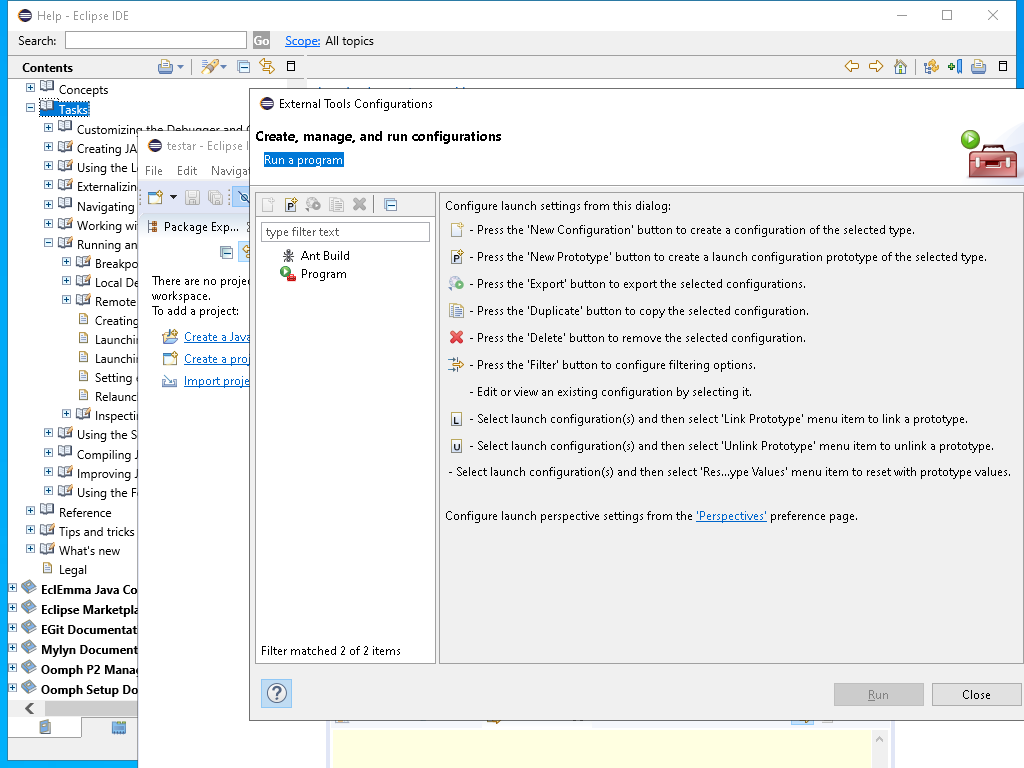 Help - Eclipse IDE
Search:
Go
Scope: All topics
Contents
Concepts
Tasks
Customizing the Debugger and
Creating JA
Using the
Externalizin
Navigating
Working wi
Running an
Breakpo
Local De
Remote
Creating
Launchi
Launchi
Setting
Relaunc
Inspecti
Using the S
Compiling J
Improving J
Using the F
Reference
Tips and tricks
What's new
Legal
EclEmma Java Co
Eclipse Marketpla
EGit Documentat
Mylyn Document
Oomph P2 Mana
Oomph Setup Do
testar - Eclipse I
File Edit Naviga
Package Exp...
There are no proje
workspace.
To add a project:
Create a Java
Create a proj
Import proje
External Tools Configurations
Create, manage, and run configurations
Run a program
type filter text
Ant Build
Program
Filter matched 2 of 2 items
Configure launch settings from this dialog:
- Press the 'New Configuration' button to create a configuration of the selected type.
- Press the 'New Prototype' button to create a launch configuration prototype of the selected type.
- Press the 'Export' button to export the selected configurations.
- Press the 'Duplicate' button to copy the selected configuration.
- Press the 'Delete' button to remove the selected configuration.
- Press the 'Filter' button to configure filtering options.
- Edit or view an existing configuration by selecting it.
- Select launch configuration(s) and then select 'Link Prototype' menu item to link a prototype.
- Select launch configuration(s) and then select 'Unlink Prototype' menu item to unlink a prototype.
- Select launch configuration(s) and then select 'Res...ype Values' menu item to reset with prototype values.
Configure launch perspective settings from the 'Perspectives' preference page.
Run
Close